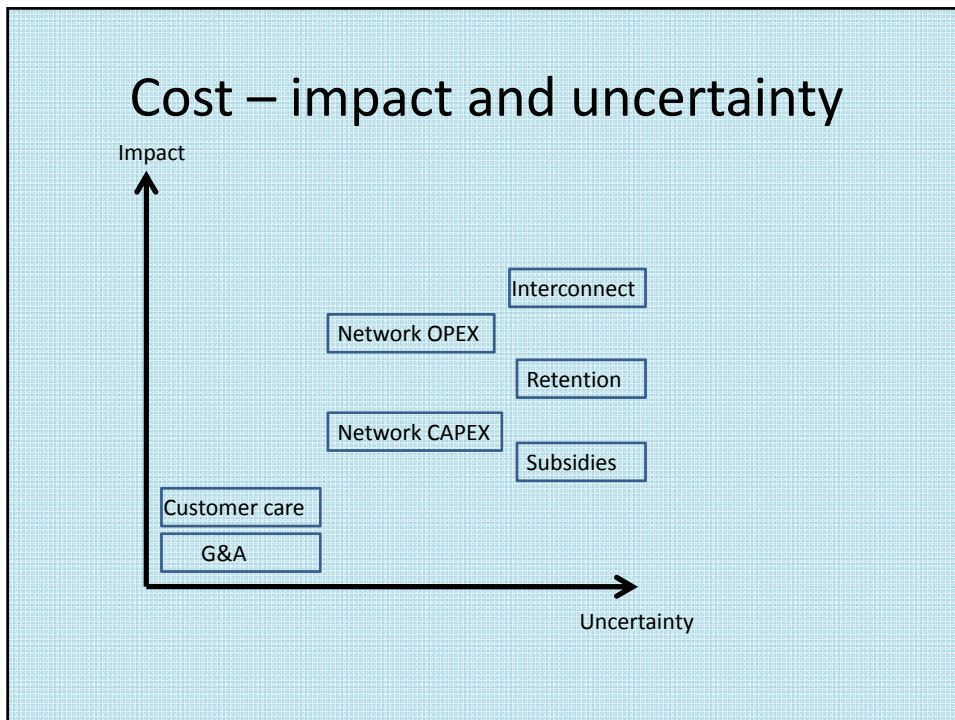 Cost – impact and uncertainty
Impact
Interconnect
Network OPEX
Retention
Network CAPEX
Subsidies
Customer care
G&A
Uncertainty